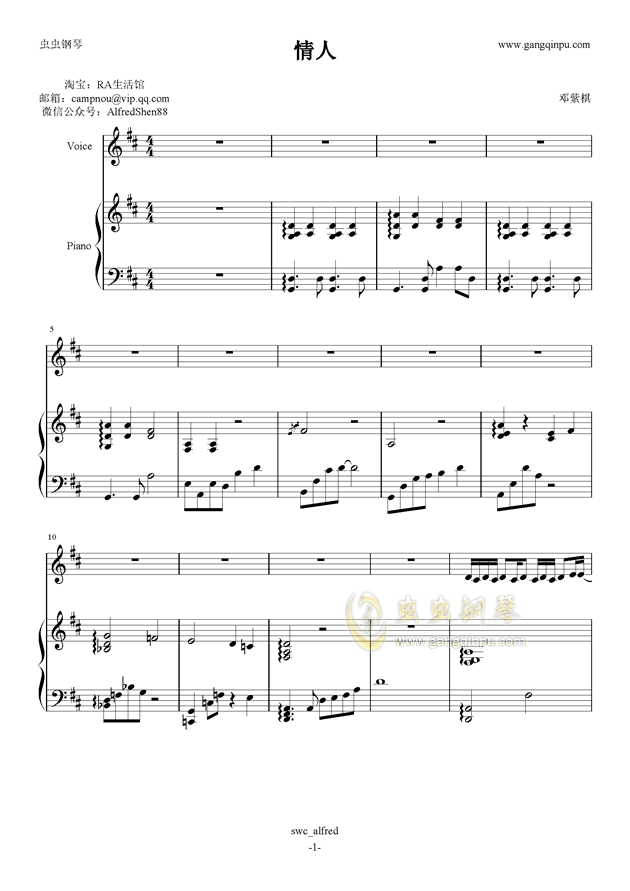 虫虫钢琴
www.gangqinpu.com
情人
淘宝：RA生活馆
邮箱：campnou@vip.qq.com
微信公众号：AlfredShen88
邓紫棋
Voice
Piano
5
10
虫虫钢琴
www.gangqinpu.com
swc_alfred
-1-